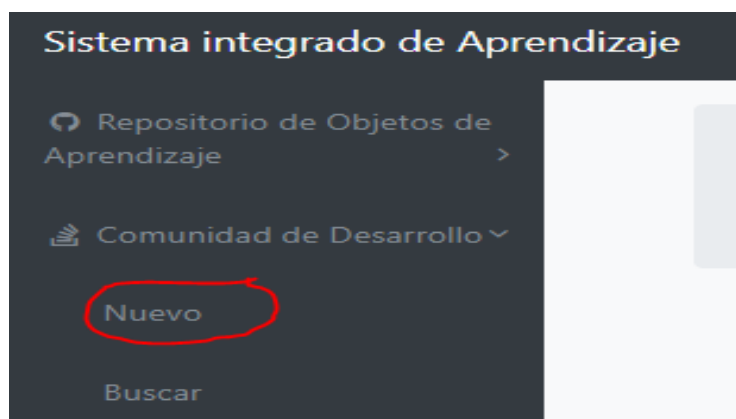 Sistema integrado de Aprendizaje
Repositorio de Objetos de
Aprendizaje
Comunidad de Desarrollo
Nuevo
Buscar